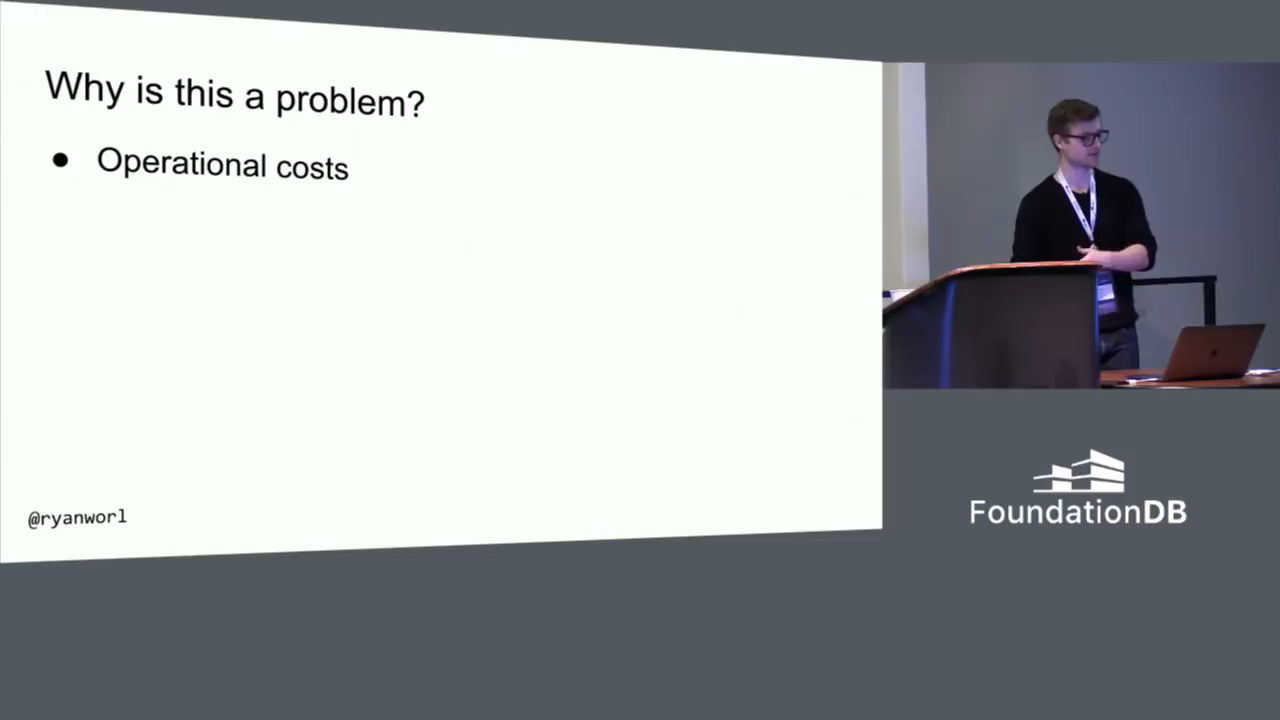 Why is this a problem?
● Operational costs
@ryanworl
FoundationDB